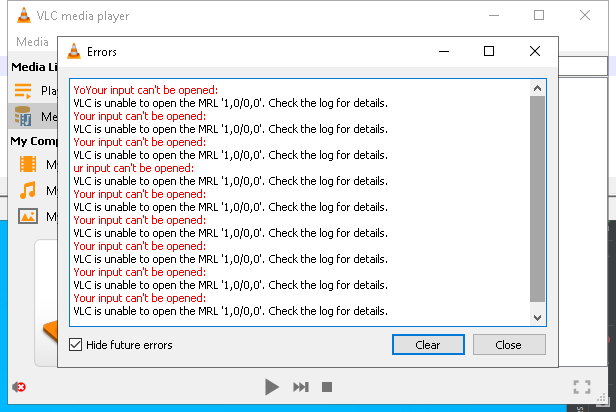 VLC media player
Media
Errors
Media Li
Pla
Me
My Comp
My
My
My
YoYour input can't be opened:
VLC is unable to open the MRL '1,0/0,0'. Check the log for details.
Your input can't be opened:
VLC is unable to open the MRL '1,0/0,0'. Check the log for details.
Your input can't be opened:
VLC is unable to open the MRL '1,0/0,0'. Check the log for details.
ur input can't be opened:
VLC is unable to open the MRL '1,0/0,0'. Check the log for details.
Your input can't be opened:
VLC is unable to open the MRL '1,0/0,0'. Check the log for details.
Your input can't be opened:
VLC is unable to open the MRL '1,0/0,0'. Check the log for details.
Your input can't be opened:
VLC is unable to open the MRL '1,0/0,0'. Check the log for details.
Your input can't be opened:
VLC is unable to open the MRL '1,0/0,0'. Check the log for details.
Your input can't be opened:
VLC is unable to open the MRL '1,0/0,0'. Check the log for details.
Hide future errors
Clear
Close